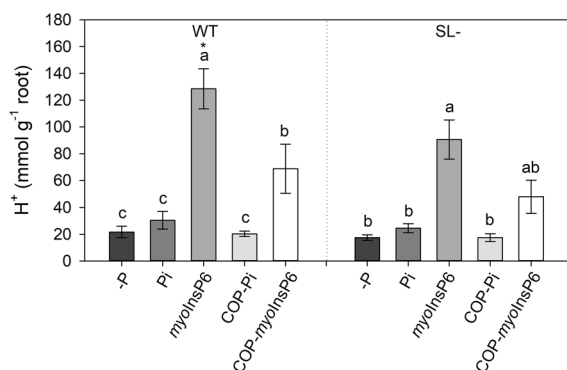 WT
SL-
H+ (mmol g-1 root)
180
160
140
120
100
80
60
40
20
0
*
a
c
c
c
b
a
b
b
b
ab
-P
Pi
myoInsP6
COP-Pi
COP-myoInsP6
-P
Pi
myoInsP6
COP-Pi
COP-myoInsP6